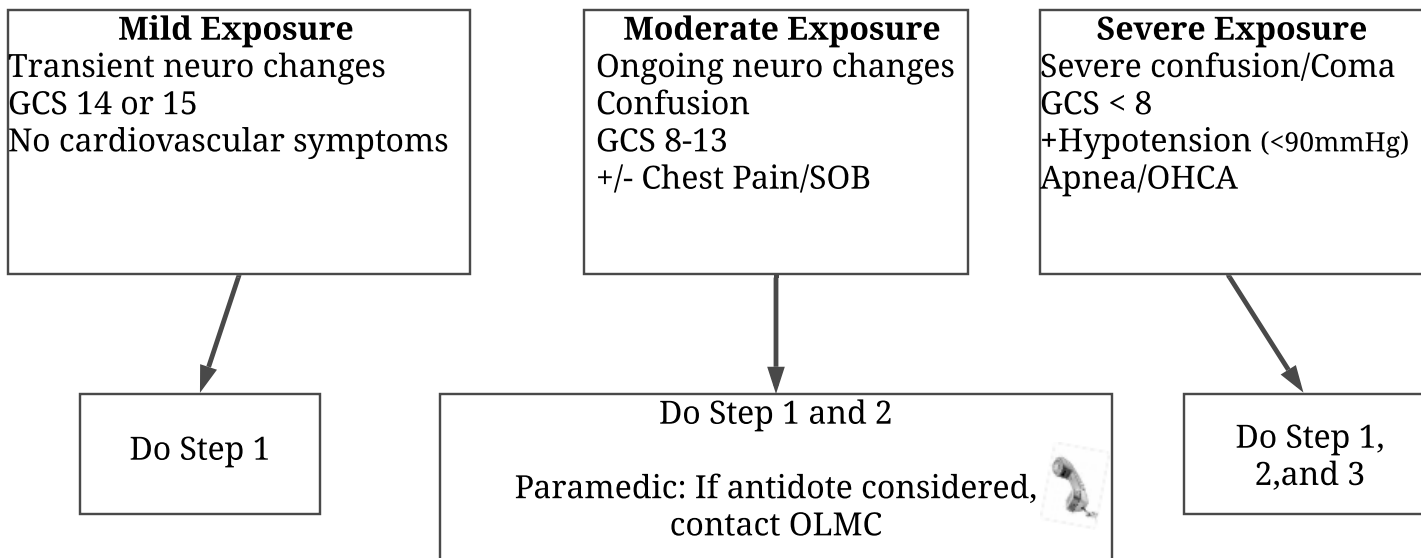 Mild Exposure
Transient neuro changes
GCS 14 or 15
No cardiovascular symptoms
Moderate Exposure
Ongoing neuro changes
Confusion
GCS 8-13
+/- Chest Pain/SOB
Severe Exposure
Severe confusion/Coma
GCS < 8
+Hypotension (<90mmHg)
Apnea/OHCA
Do Step 1
Do Step 1 and 2
Paramedic: If antidote considered,
contact OLMC
Do Step 1,
2,and 3